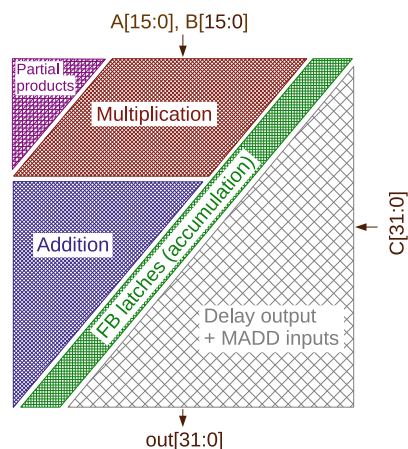 A[15:0], B[15:0]
Partial
products
Multiplication
Addition
FB latches (accumulation)
C[31:0]
Delay output
+ MADD inputs
out[31:0]